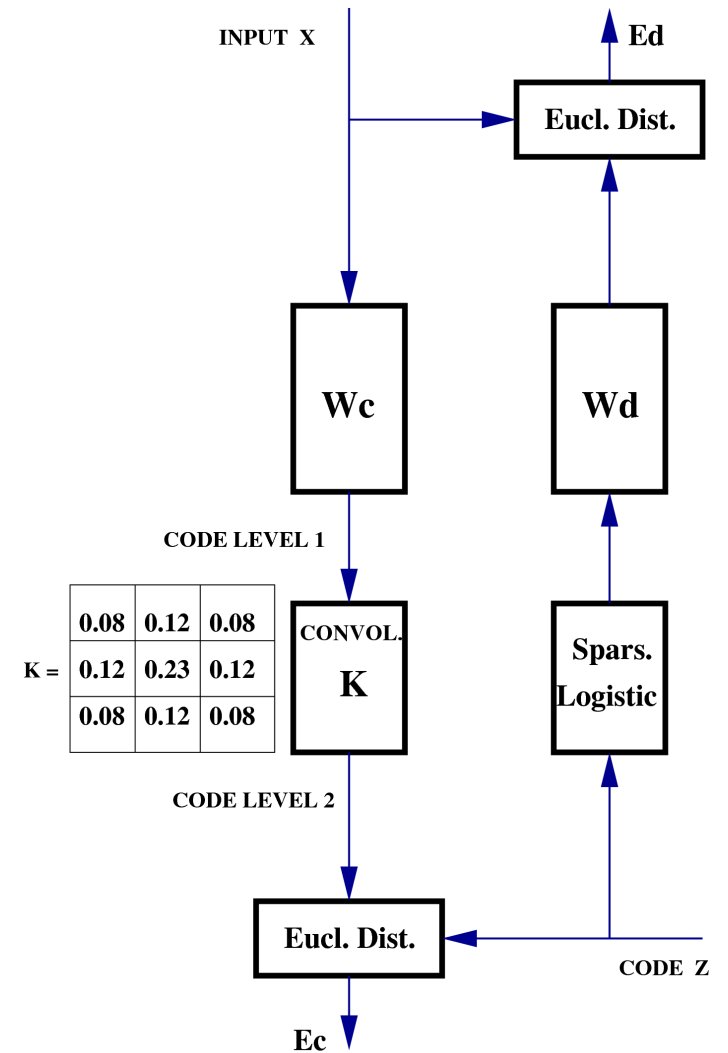 INPUT X
Ed
Eucl. Dist.
Wc
Wd
CODE LEVEL 1
K =
0.08 0.12 0.08
0.12 0.23 0.12
0.08 0.12 0.08
CONVOL.
K
Spars.
Logistic
CODE LEVEL 2
Eucl. Dist.
CODE Z
Ec